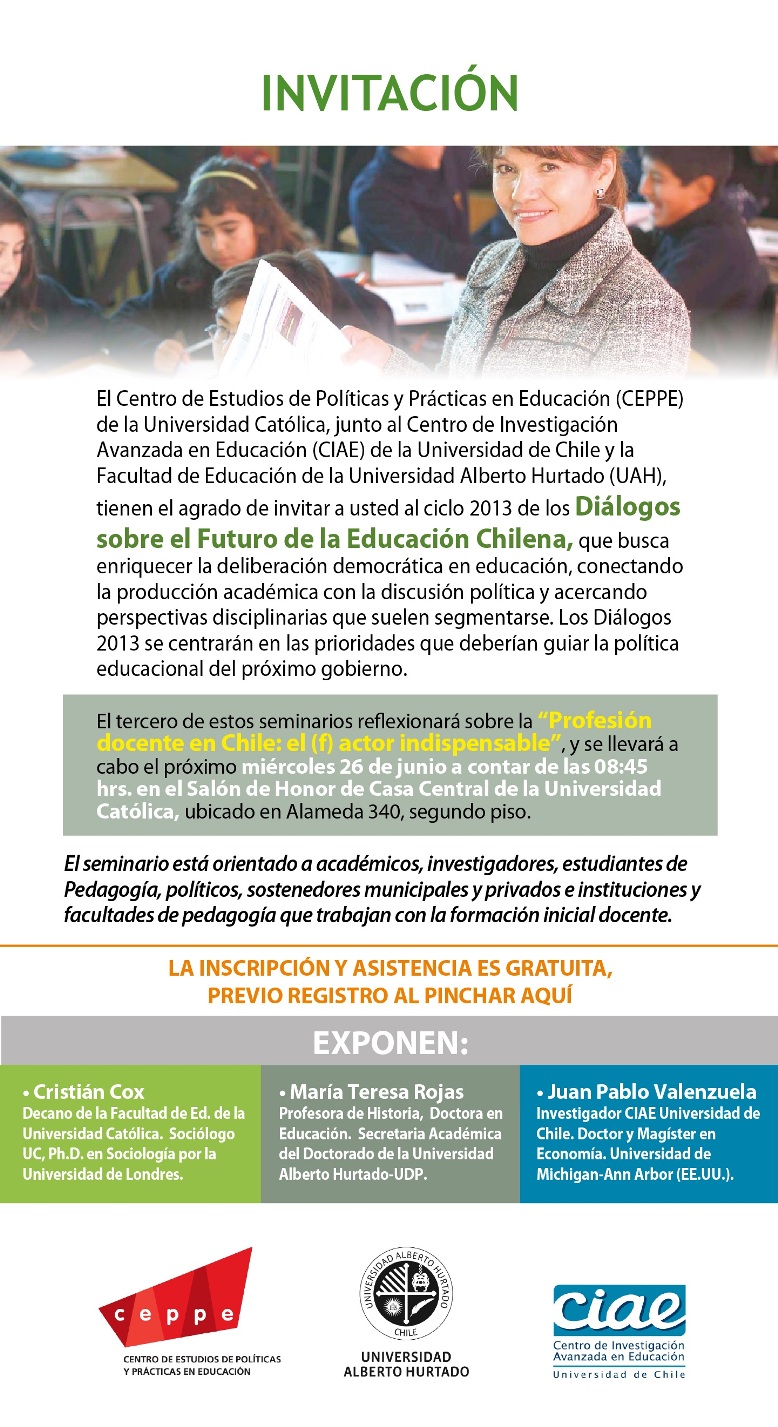 INVITACIÓN
El Centro de Estudios de Políticas y Prácticas en Educación (CEPPE)
de la Universidad Católica, junto al Centro de Investigación
Avanzada en Educación (CIAE) de la Universidad de Chile y la
Facultad de Educación de la Universidad Alberto Hurtado (UAH),
tienen el agrado de invitar a usted al ciclo 2013 de los Diálogos
sobre el Futuro de la Educación Chilena, que busca
enriquecer la deliberación democrática en educación, conectando
la producción académica con la discusión política y acercando
perspectivas disciplinarias que suelen segmentarse. Los Diálogos
2013 se centrarán en las prioridades que deberían guiar la política
educacional del próximo gobierno.
El tercero de estos seminarios reflexionará sobre la “Profesión
docente en Chile: el (f) actor indispensable”, y se llevará a
cabo el próximo miércoles 26 de junio a contar de las 08:45
hrs. en el Salón de Honor de Casa Central de la Universidad
Católica, ubicado en Alameda 340, segundo piso.
El seminario está orientado a académicos, investigadores, estudiantes de
Pedagogía, políticos, sostenedores municipales y privados e instituciones y
facultades de pedagogía que trabajan con la formación inicial docente.
LA INSCRIPCIÓN Y ASISTENCIA ES GRATUITA,
PREVIO REGISTRO AL PINCHAR AQUÍ
EXPONEN:
• Cristián Cox
Decano de la Facultad de Ed. de la
Universidad Católica. Sociólogo
UC, Ph.D. en Sociología por la
Universidad de Londres.
• María Teresa Rojas
Profesora de Historia, Doctora en
Educación. Secretaria Académica
del Doctorado de la Universidad
Alberto Hurtado-UDP.
• Juan Pablo Valenzuela
Investigador CIAE Universidad de
Chile. Doctor y Magíster en
Economía. Universidad de
Michigan-Ann Arbor (EE.UU.).
ceppe
CENTRO DE ESTUDIOS DE POLÍTICAS
Y PRÁCTICAS EN EDUCACIÓN
UNIVERSIDAD ALBERTO HURTADO
CHILE
UNIVERSIDAD
ALBERTO HURTADO
ciae
Centro de Investigación
Avanzada en Educación
Universidad de Chile